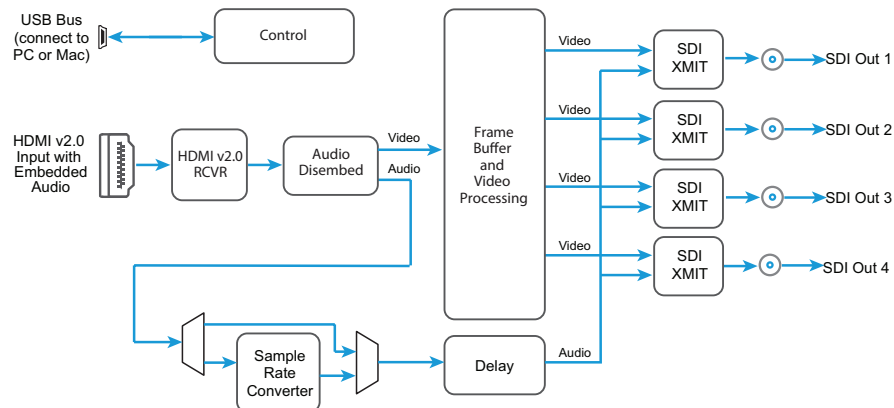 USB Bus
(connect to
PC or Mac)
Control
HDMI v2.0
Input with
Embedded
Audio
HDMI v2.0
RCVR
Audio
Disembed
Video
Audio
Frame
Buffer
and
Video
Processing
Video
SDI
XMIT
SDI Out 1
Video
SDI
XMIT
SDI Out 2
Video
SDI
XMIT
SDI Out 3
Video
SDI
XMIT
SDI Out 4
Sample
Rate
Converter
Delay
Audio